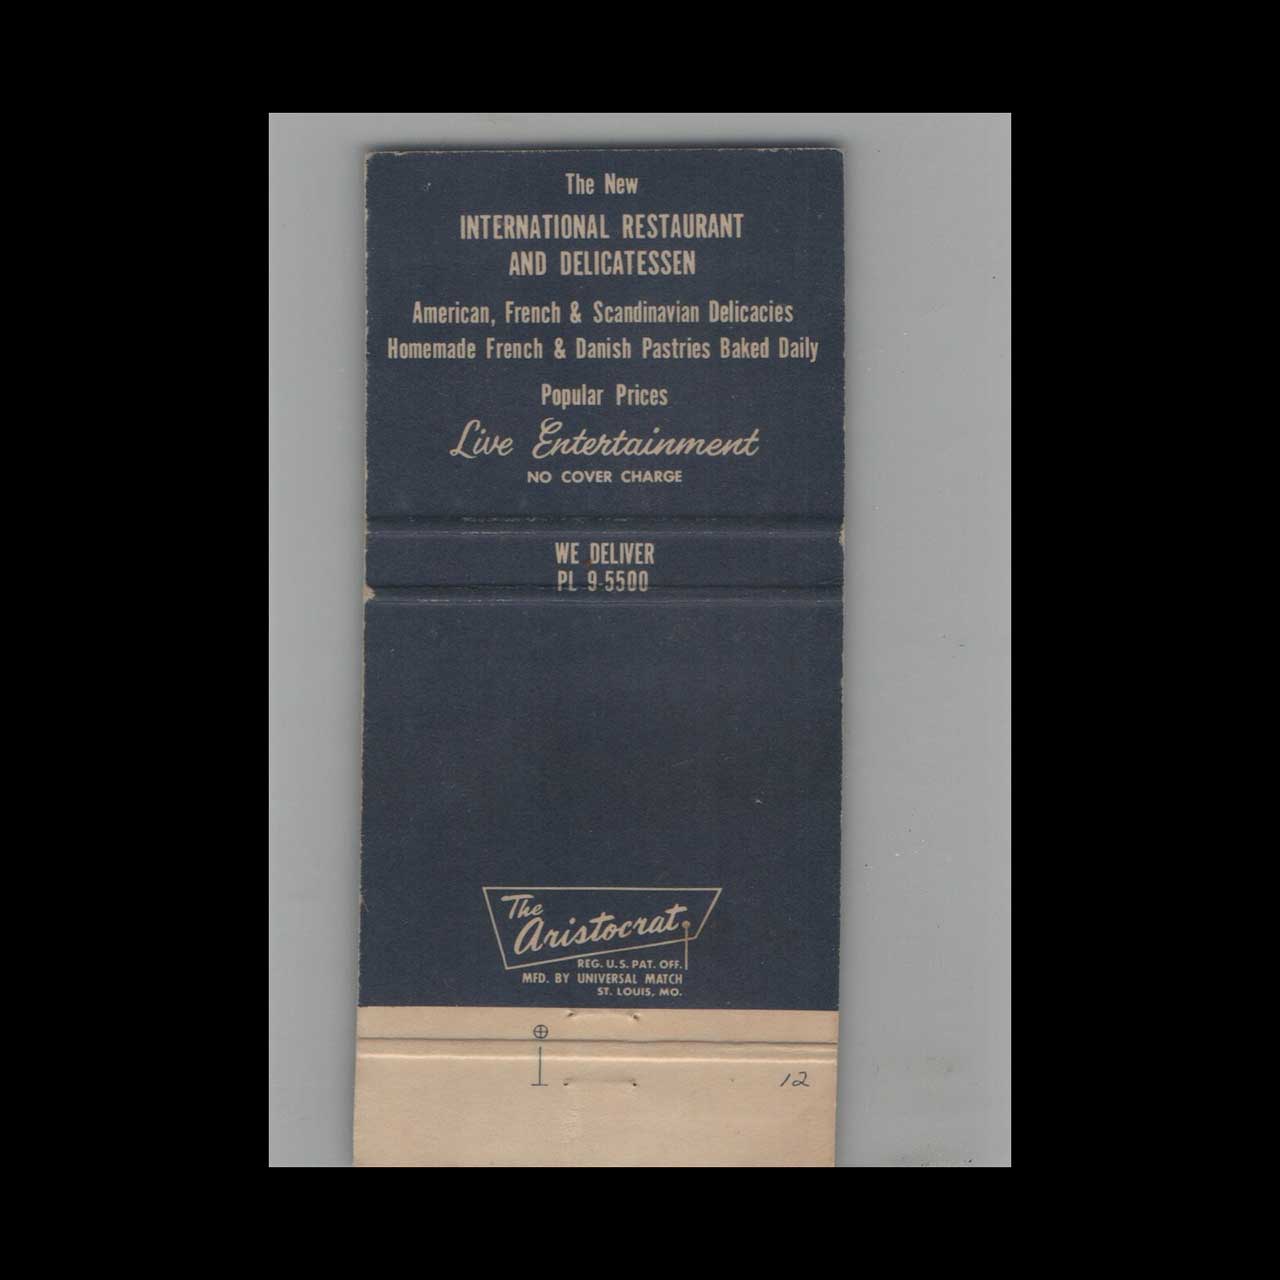 The New
INTERNATIONAL RESTAURANT
AND DELICATESSEN
American, French & Scandinavian Delicacies
Homemade French & Danish Pastries Baked Daily
Popular Prices
Live Entertainment
NO COVER CHARGE
WE DELIVER
PL 9-5500
The
Aristocrat
REG. U.S. PAT. OFF.
MFD. BY UNIVERSAL MATCH
ST. LOUIS, MO.
12